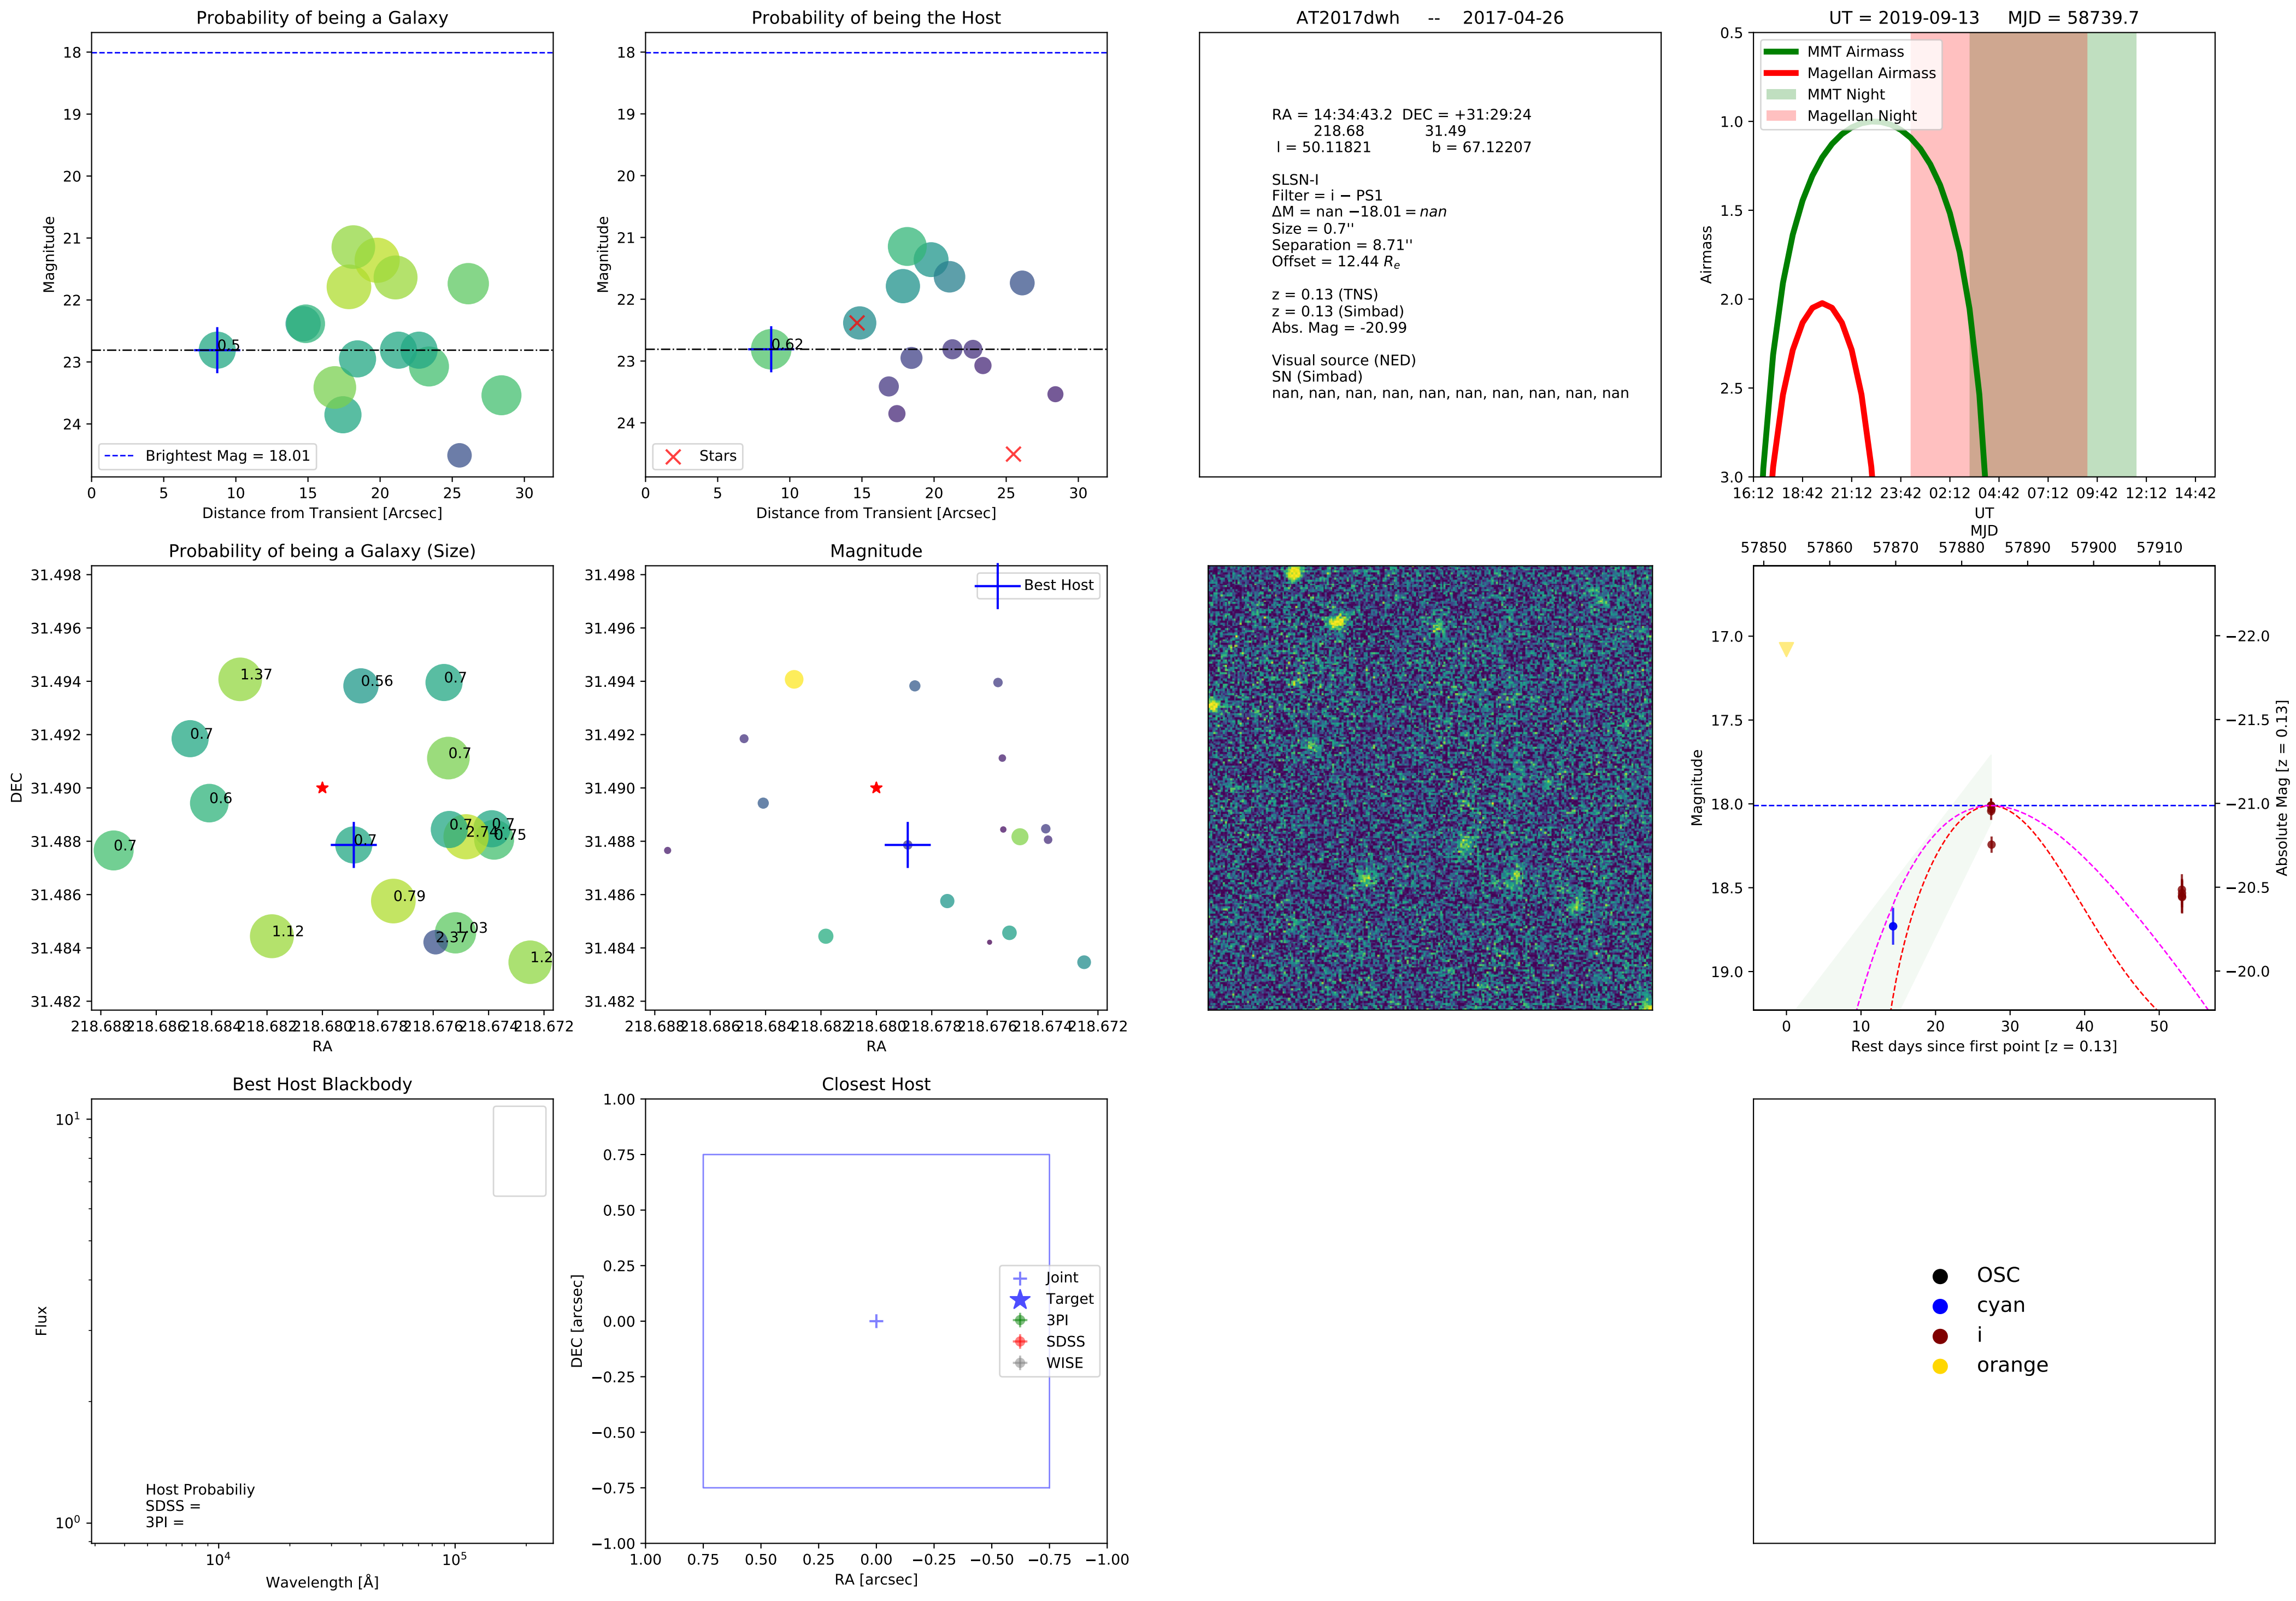 Probability of being a Galaxy
Magnitude
18
19
20
21
22
23
24
0.5
Brightest Mag = 18.01
0 5 10 15 20 25 30
Distance from Transient [Arcsec]
Probability of being the Host
Magnitude
18
19
20
21
22
23
24
0.62
Stars
0 5 10 15 20 25 30
Distance from Transient [Arcsec]
AT2017dwh -- 2017-04-26
RA = 14:34:43.2 DEC = +31:29:24
218.68 31.49
l = 50.11821 b = 67.12207
SLSN-I
Filter = i − PS1
ΔM = nan −18.01 = nan
Size = 0.7''
Separation = 8.71''
Offset = 12.44 Re
z = 0.13 (TNS)
z = 0.13 (Simbad)
Abs. Mag = -20.99
Visual source (NED)
SN (Simbad)
nan, nan, nan, nan, nan, nan, nan, nan, nan, nan
UT = 2019-09-13 MJD = 58739.7
Airmass
0.5
1.0
1.5
2.0
2.5
3.0
MMT Airmass
Magellan Airmass
MMT Night
Magellan Night
16:12 18:42 21:12 23:42 02:12 04:42 07:12 09:42 12:12 14:42
UT
Probability of being a Galaxy (Size)
DEC
31.498
31.496
31.494
31.492
31.490
31.488
31.486
31.484
31.482
1.37
0.56
0.7
0.7
0.7
0.6
0.7
0.7
0.7
2.74
0.7
0.75
0.79
1.12
1.03
2.37
1.2
218.688 218.686 218.684 218.682 218.680 218.678 218.676 218.674 218.672
RA
Magnitude
31.498
31.496
31.494
31.492
31.490
31.488
31.486
31.484
31.482
Best Host
218.688 218.686 218.684 218.682 218.680 218.678 218.676 218.674 218.672
RA
MJD
57850 57860 57870 57880 57890 57900 57910
Magnitude
17.0
17.5
18.0
18.5
19.0
−22.0
−21.5
−21.0
−20.5
−20.0
Absolute Mag [z = 0.13]
0 10 20 30 40 50
Rest days since first point [z = 0.13]
Best Host Blackbody
Flux
10^1
10^0
Host Probabiliy
SDSS =
3PI =
10^4 10^5
Wavelength [Å]
Closest Host
DEC [arcsec]
1.00
0.75
0.50
0.25
0.00
−0.25
−0.50
−0.75
−1.00
Joint
Target
3PI
SDSS
WISE
1.00 0.75 0.50 0.25 0.00 −0.25 −0.50 −0.75 −1.00
RA [arcsec]
OSC
cyan
i
orange